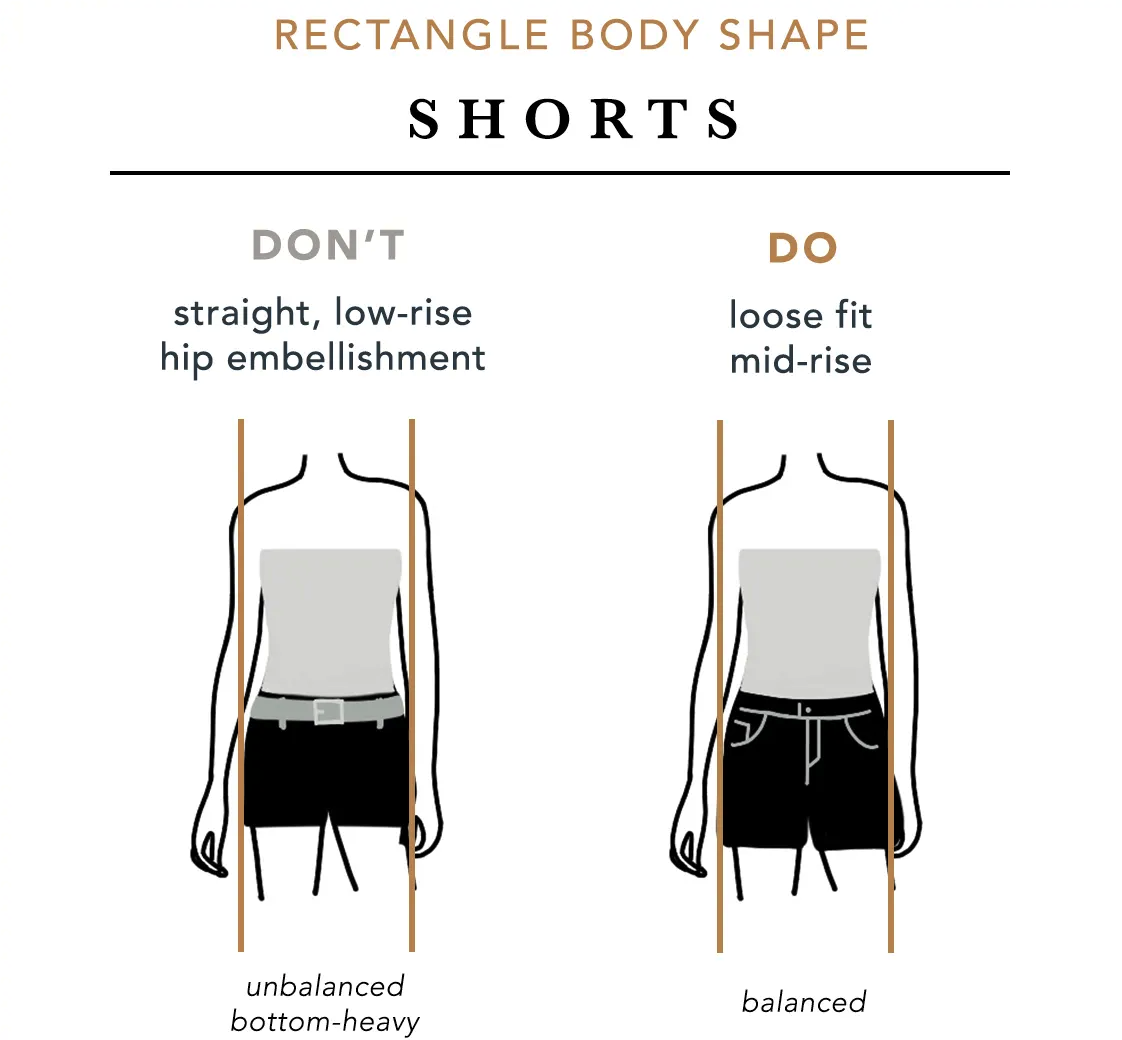 RECTANGLE BODY SHAPE
SHORTS
DON'T
straight, low-rise
hip embellishment
DO
loose fit
mid-rise
unbalanced
bottom-heavy
balanced